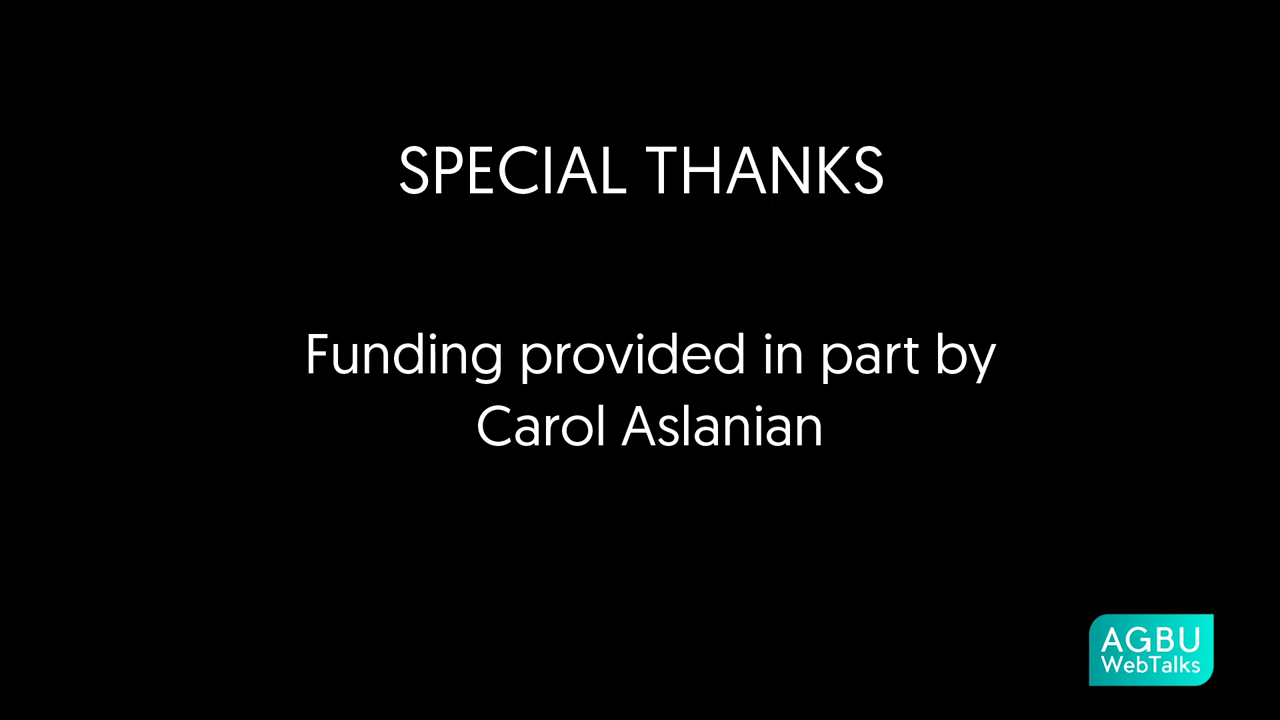 SPECIAL THANKS
Funding provided in part by
Carol Aslanian
AGBU
WebTalks